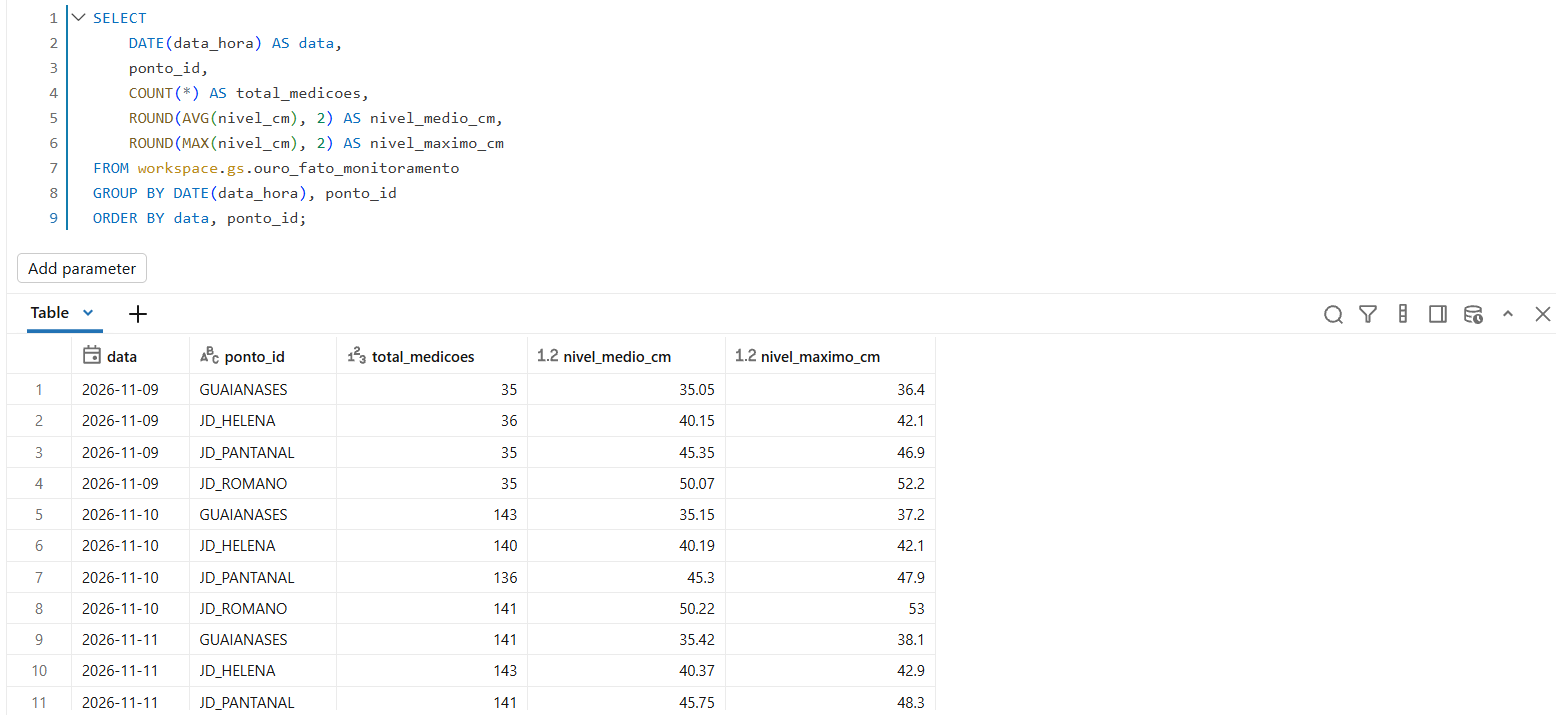 1 SELECT
2 DATE(data_hora) AS data,
3 ponto_id,
4 COUNT(*) AS total_medicoes,
5 ROUND(AVG(nivel_cm), 2) AS nivel_medio_cm,
6 ROUND(MAX(nivel_cm), 2) AS nivel_maximo_cm
7 FROM workspace.gs.ouro_fato_monitoramento
8 GROUP BY DATE(data_hora), ponto_id
9 ORDER BY data, ponto_id;
Add parameter
Table
data ABC ponto_id 123 total_medicoes 1.2 nivel_medio_cm 1.2 nivel_maximo_cm
1 2026-11-09 GUAIANASES 35 35.05 36.4
2 2026-11-09 JD_HELENA 36 40.15 42.1
3 2026-11-09 JD_PANTANAL 35 45.35 46.9
4 2026-11-09 JD_ROMANO 35 50.07 52.2
5 2026-11-10 GUAIANASES 143 35.15 37.2
6 2026-11-10 JD_HELENA 140 40.19 42.1
7 2026-11-10 JD_PANTANAL 136 45.3 47.9
8 2026-11-10 JD_ROMANO 141 50.22 53
9 2026-11-11 GUAIANASES 141 35.42 38.1
10 2026-11-11 JD_HELENA 143 40.37 42.9
11 2026-11-11 JD_PANTANAL 141 45.75 48.3